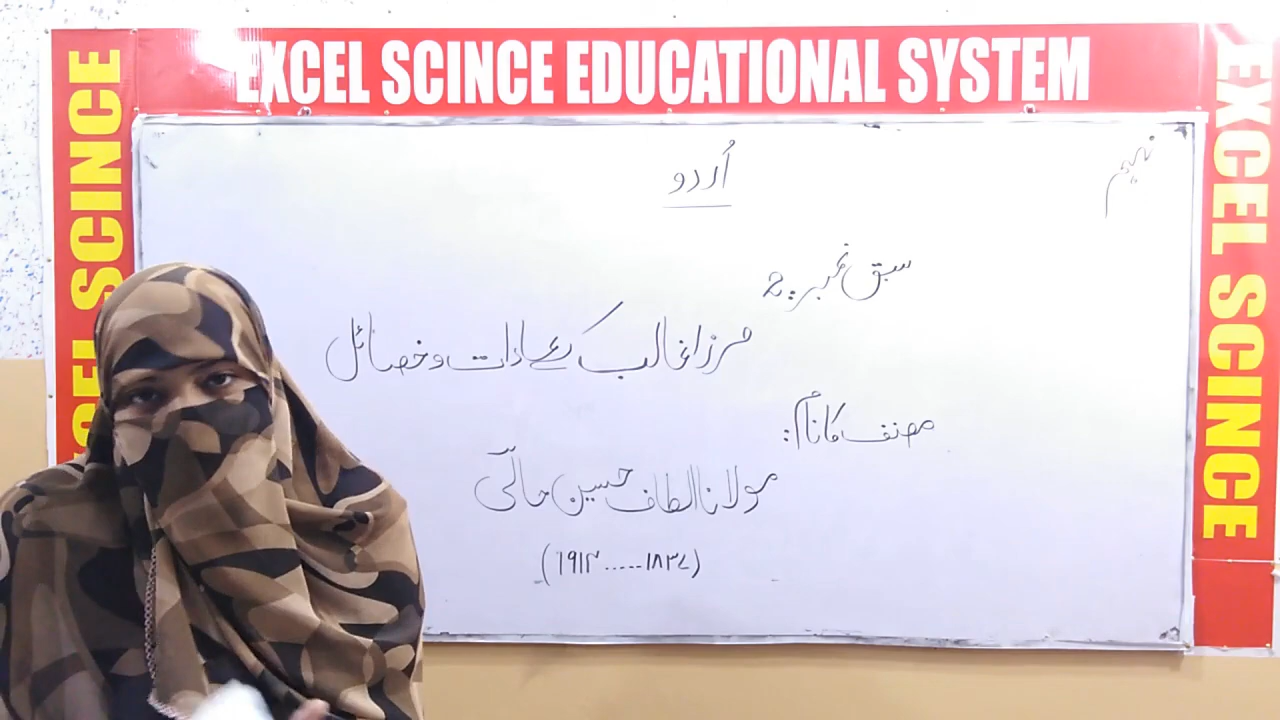 EXCEL SCINCE EDUCATIONAL SYSTEM
EXCEL SCINCE
EXCEL SCINCE
نہم
اُردو
سبق نمبر: 2
مرزا غالب کے عادات و خصائل
مصنف کا نام:
مولانا الطاف حسین حالی
(۱۸۳۷.....۱۹۱۴)